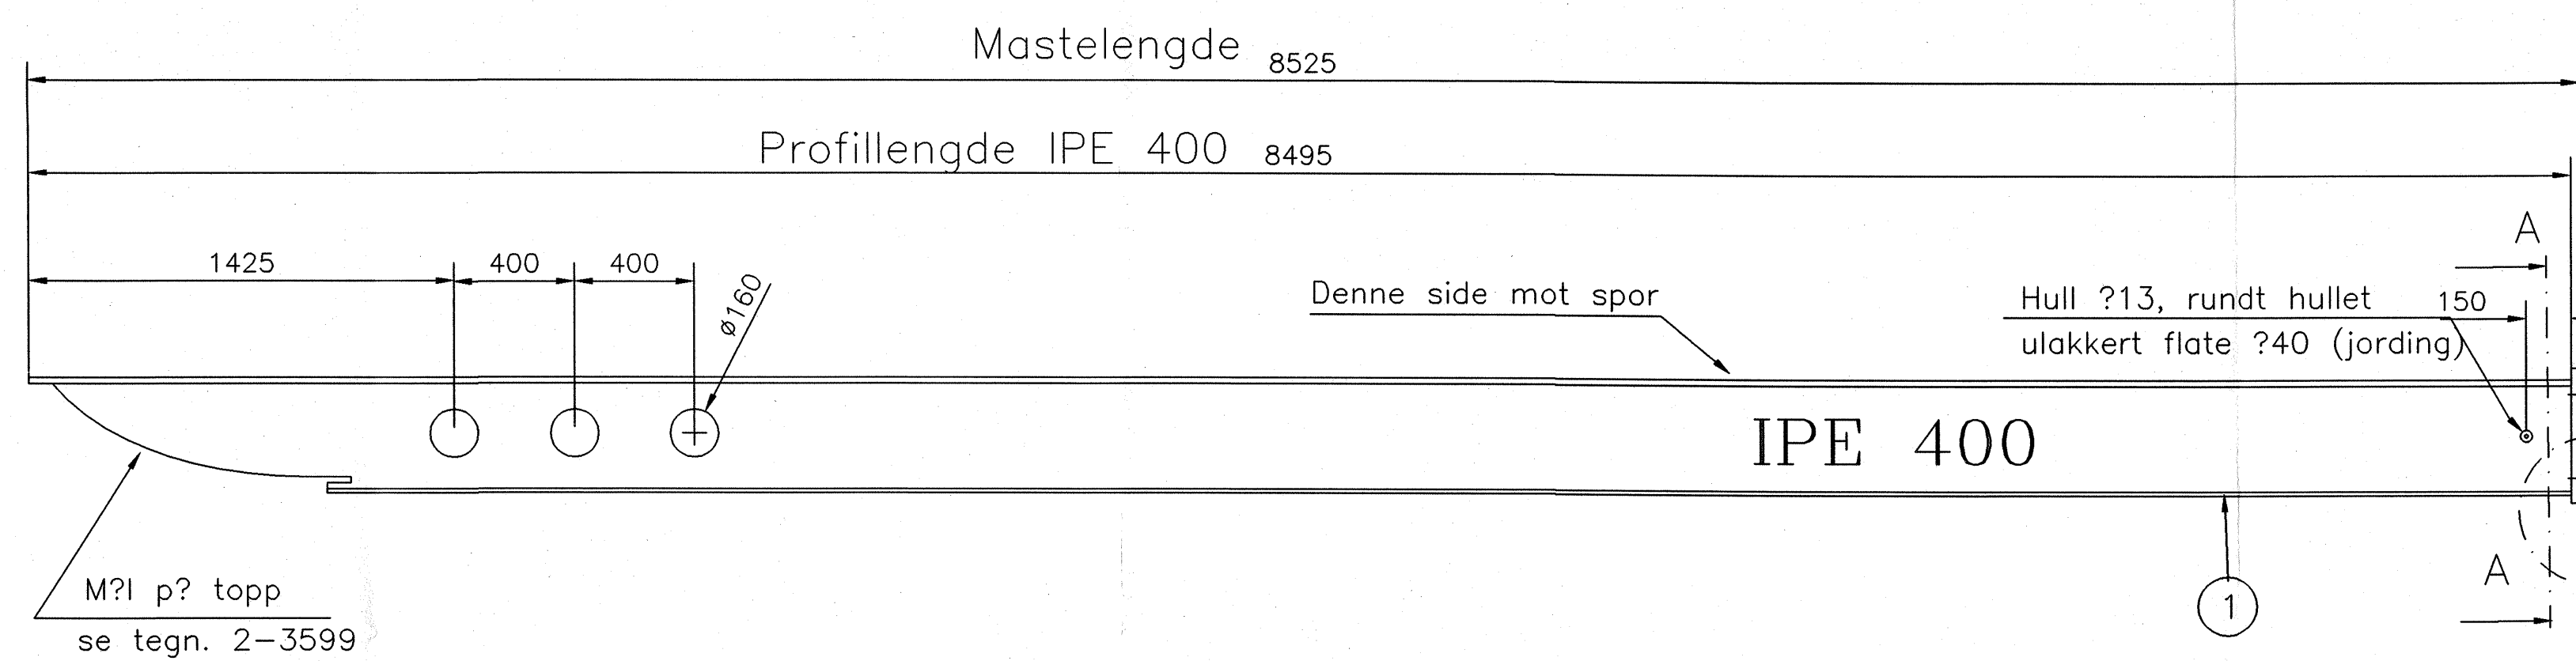 Mastelengde 8525
Profillengde IPE 400 8495
A
1425
400
400
ø160
Denne side mot spor
Hull ?13, rundt hullet
150
ulakkert flate ?40 (jording)
IPE 400
M?l p? topp
se tegn. 2-3599
A
1